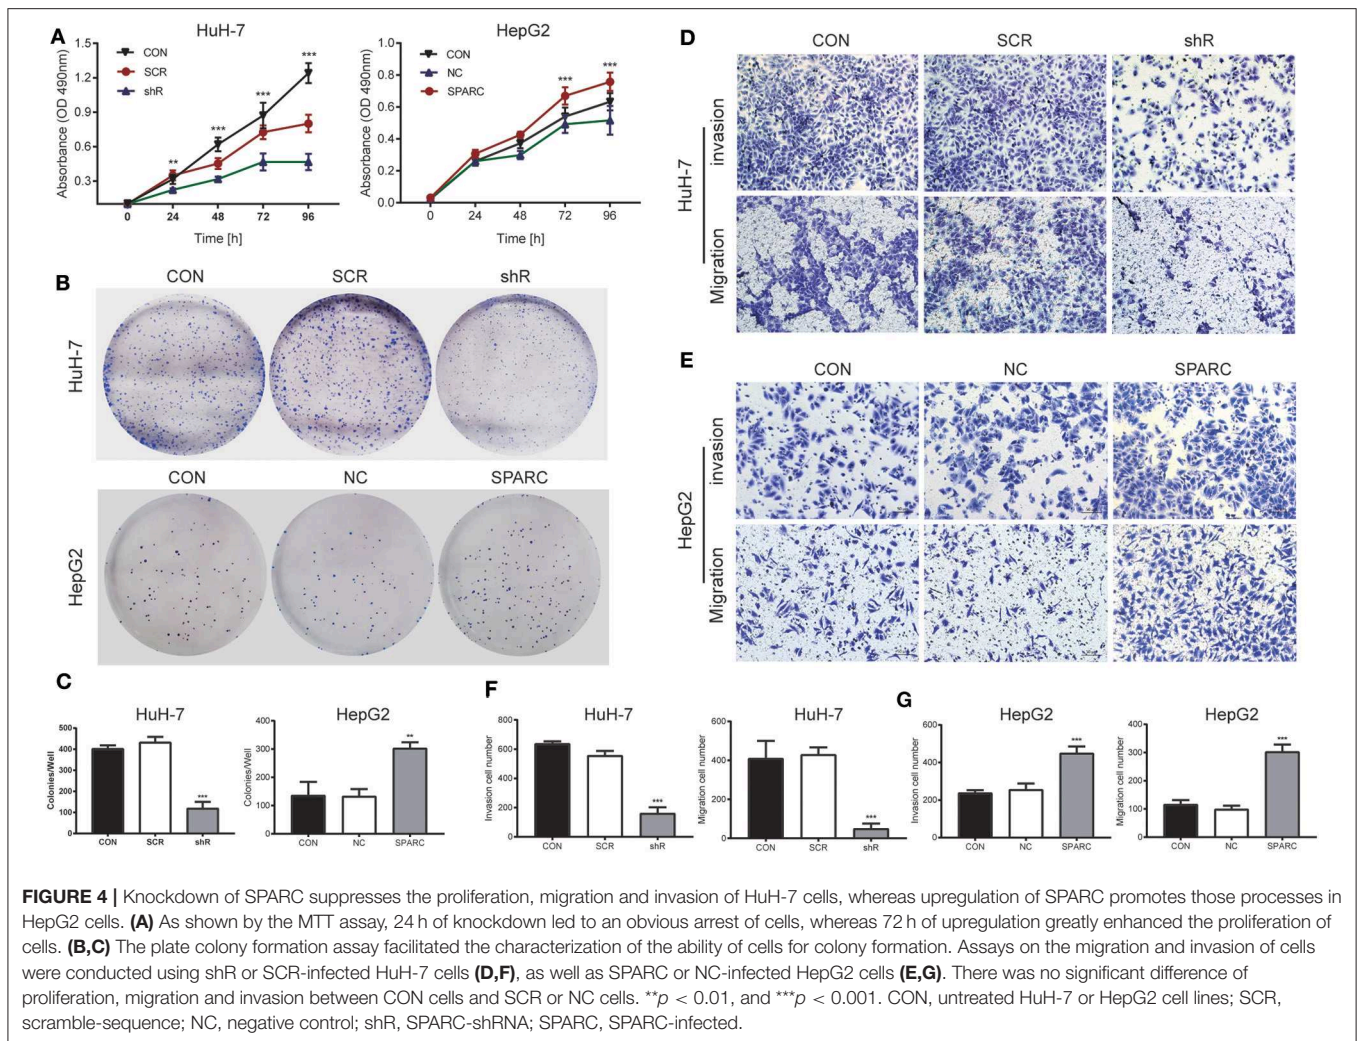 A
HuH-7
HepG2
1.5
1.2
0.9
0.6
0.3
Absorbance (OD 490nm)
CON
SCR
shR
**
***
***
***
0
24
48
72
96
Time [h]
1.0
0.8
0.6
0.4
0.2
0.0
Absorbance (OD 490nm)
CON
NC
SPARC
***
***
0
24
48
72
96
Time [h]
B
CON
SCR
shR
HuH-7
CON
NC
SPARC
HepG2
C
HuH-7
500
400
300
200
100
0
Colonies/Well
***
CON
SCR
shR
HepG2
400
300
200
100
0
Colonies/Well
**
CON
NC
SPARC
D
CON
SCR
shR
HuH-7
invasion
Migration
E
CON
NC
SPARC
HepG2
invasion
Migration
F
HuH-7
800
600
400
200
0
Invasion cell number
***
CON
SCR
shR
HuH-7
600
400
200
0
Migration cell number
***
CON
SCR
shR
G
HepG2
600
400
200
0
Invasion cell number
***
CON
NC
SPARC
HepG2
400
300
200
100
0
Migration cell number
***
CON
NC
SPARC
FIGURE 4 | Knockdown of SPARC suppresses the proliferation, migration and invasion of HuH-7 cells, whereas upregulation of SPARC promotes those processes in
HepG2 cells. (A) As shown by the MTT assay, 24 h of knockdown led to an obvious arrest of cells, whereas 72 h of upregulation greatly enhanced the proliferation of
cells. (B,C) The plate colony formation assay facilitated the characterization of the ability of cells for colony formation. Assays on the migration and invasion of cells
were conducted using shR or SCR-infected HuH-7 cells (D,F), as well as SPARC or NC-infected HepG2 cells (E,G). There was no significant difference of
proliferation, migration and invasion between CON cells and SCR or NC cells. **p < 0.01, and ***p < 0.001. CON, untreated HuH-7 or HepG2 cell lines; SCR,
scramble-sequence; NC, negative control; shR, SPARC-shRNA; SPARC, SPARC-infected.